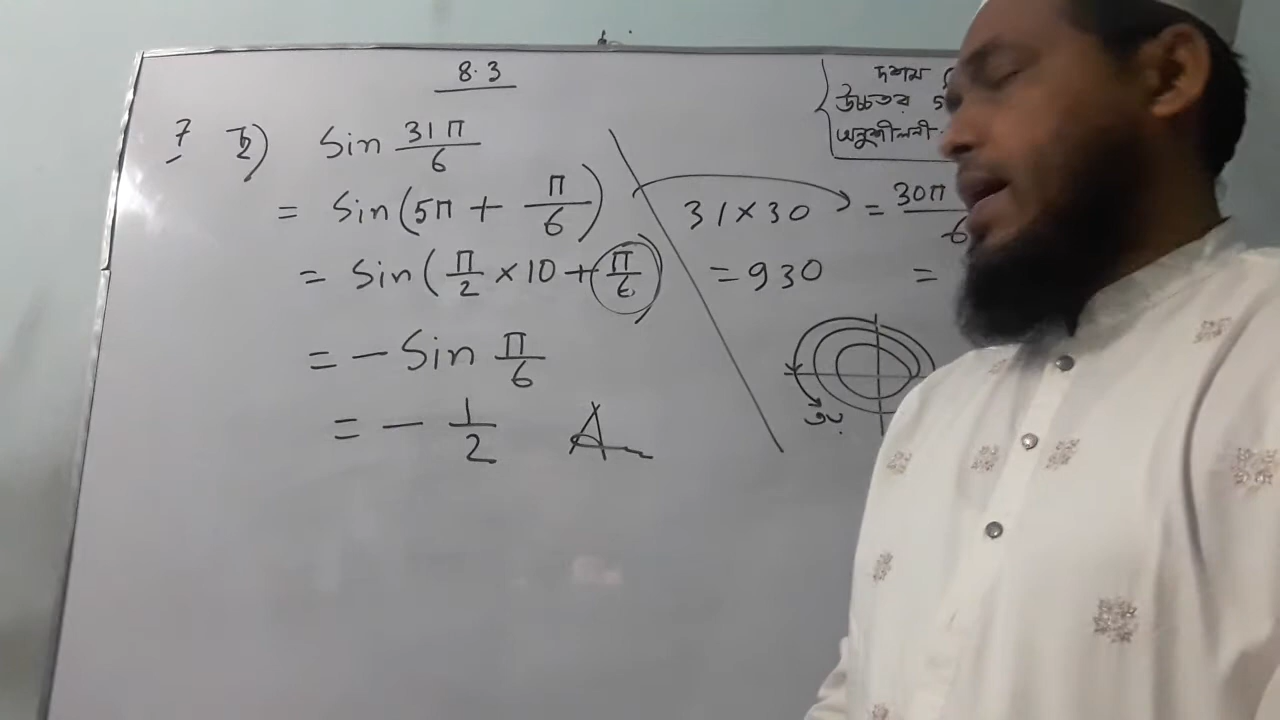 8.3
দশম
উচ্চতর
অনুশীলনী
7
sin 31π/6
= sin(5π + π/6)
31×30 = 30π/6
= sin(π/2 ×10 + π/6)
= 930 =
= - sin π/6
= - 1/2 A